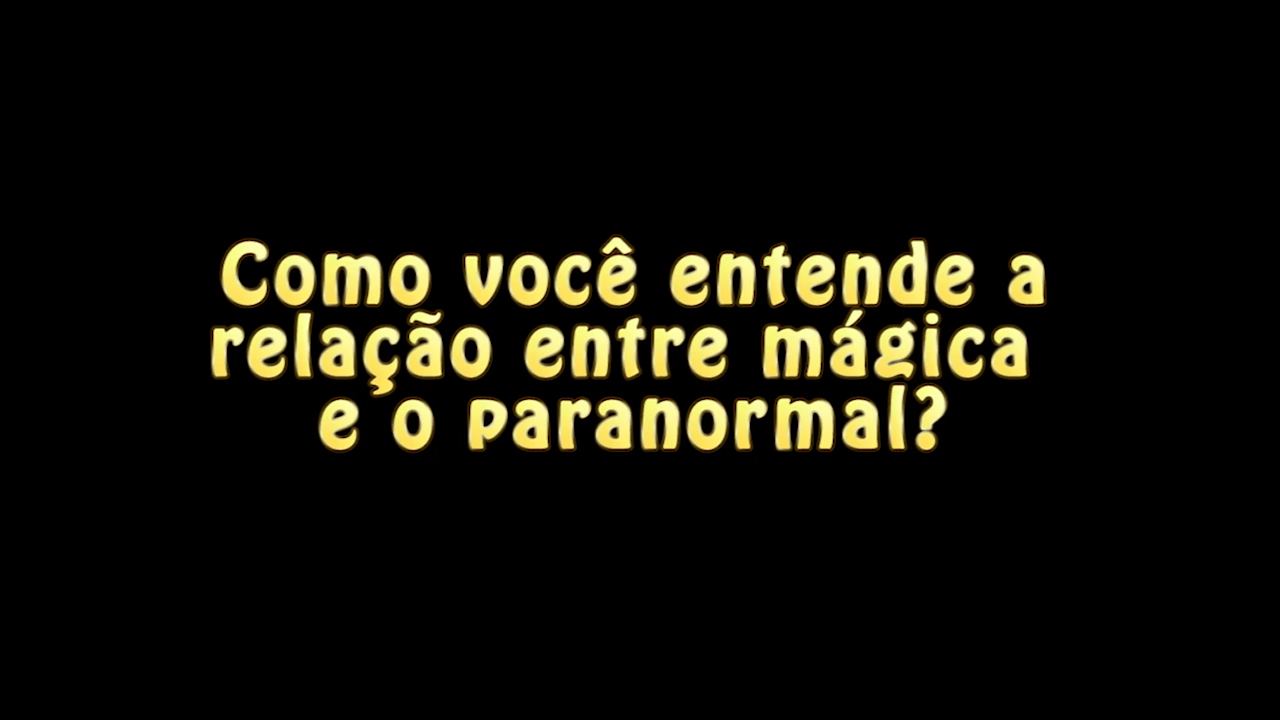 Como você entende a
relação entre mágica
e o paranormal?